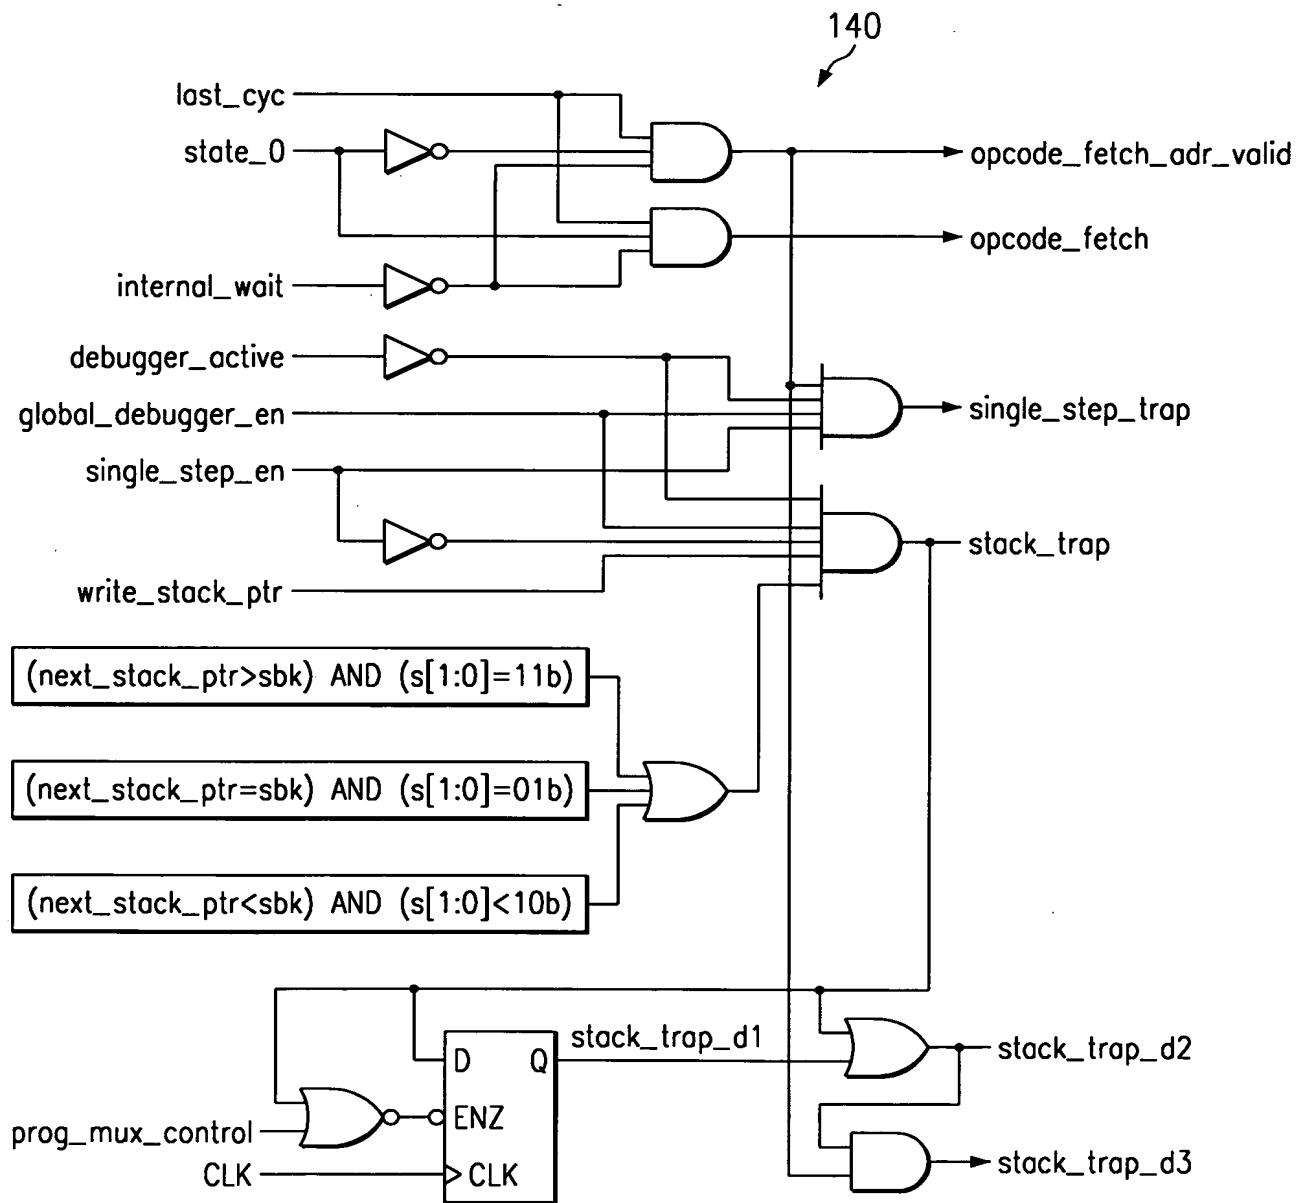 140
last_cyc
state_0
opcode_fetch_adr_valid
opcode_fetch
internal_wait
debugger_active
global_debugger_en
single_step_trap
single_step_en
stack_trap
write_stack_ptr
(next_stack_ptr>sbk) AND (s[1:0]=11b)
(next_stack_ptr=sbk) AND (s[1:0]=01b)
(next_stack_ptr<sbk) AND (s[1:0]<10b)
stack_trap_d1
D Q
stack_trap_d2
ENZ
prog_mux_control
CLK CLK
stack_trap_d3